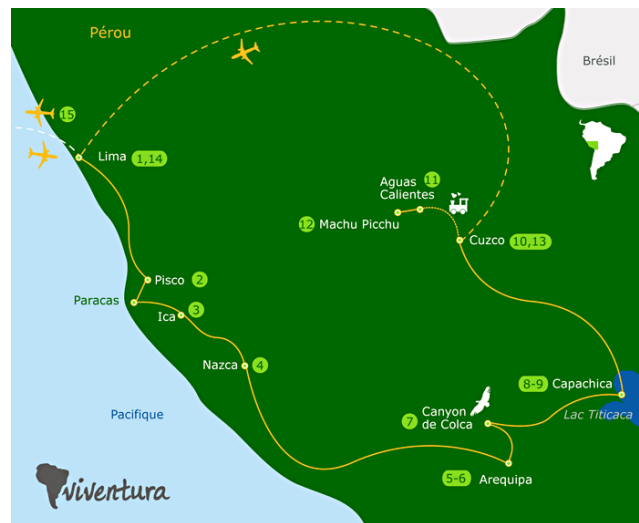 Pérou
Brésil
15
Lima 1,14
Aguas
Calientes
11
12 Machu Picchu
Cuzco 10,13
Pisco 2
Paracas
Ica 3
Nazca 4
8-9 Capachica
Lac Titicaca
Pacifique
7 Canyon
de Colca
5-6 Arequipa
viventura